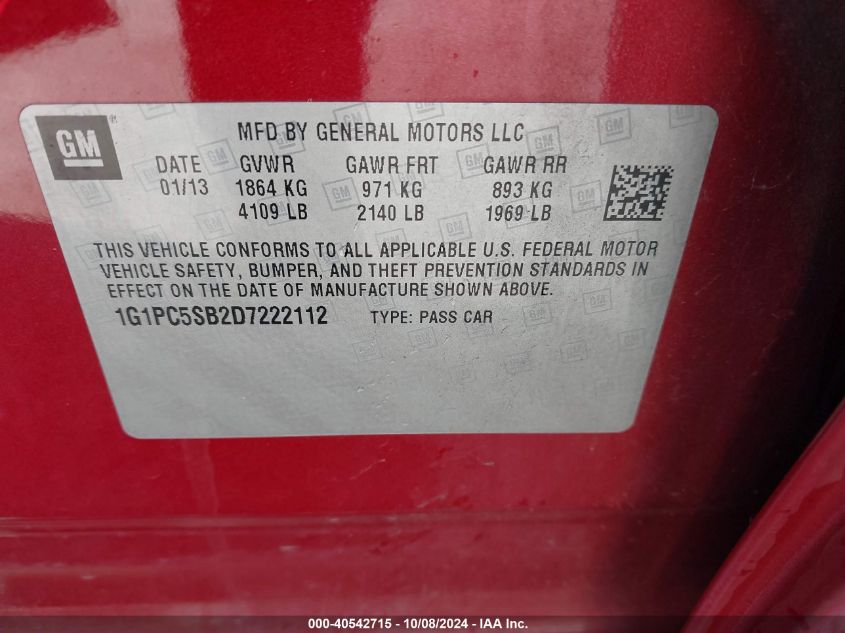 GM
MFD BY GENERAL MOTORS LLC
DATE GVWR GAWR FRT GAWR RR
01/13 1864 KG 971 KG 893 KG
4109 LB 2140 LB 1969 LB
THIS VEHICLE CONFORMS TO ALL APPLICABLE U.S. FEDERAL MOTOR
VEHICLE SAFETY, BUMPER, AND THEFT PREVENTION STANDARDS IN
EFFECT ON THE DATE OF MANUFACTURE SHOWN ABOVE.
1G1PC5SB2D7222112 TYPE: PASS CAR
000-40542715 - 10/08/2024 - IAA Inc.